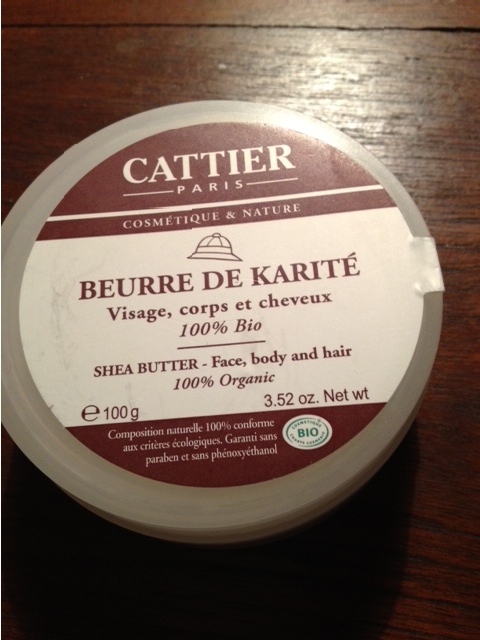 CATTIER
PARIS
COSMÉTIQUE & NATURE
BEURRE DE KARITÉ
Visage, corps et cheveux
100% Bio
SHEA BUTTER - Face, body and hair
100% Organic
3.52 oz. Net wt
℮ 100 g
Composition naturelle 100% conforme
aux critères écologiques. Garanti sans
paraben et sans phénoxyéthanol
COSMETIQUE
BIO